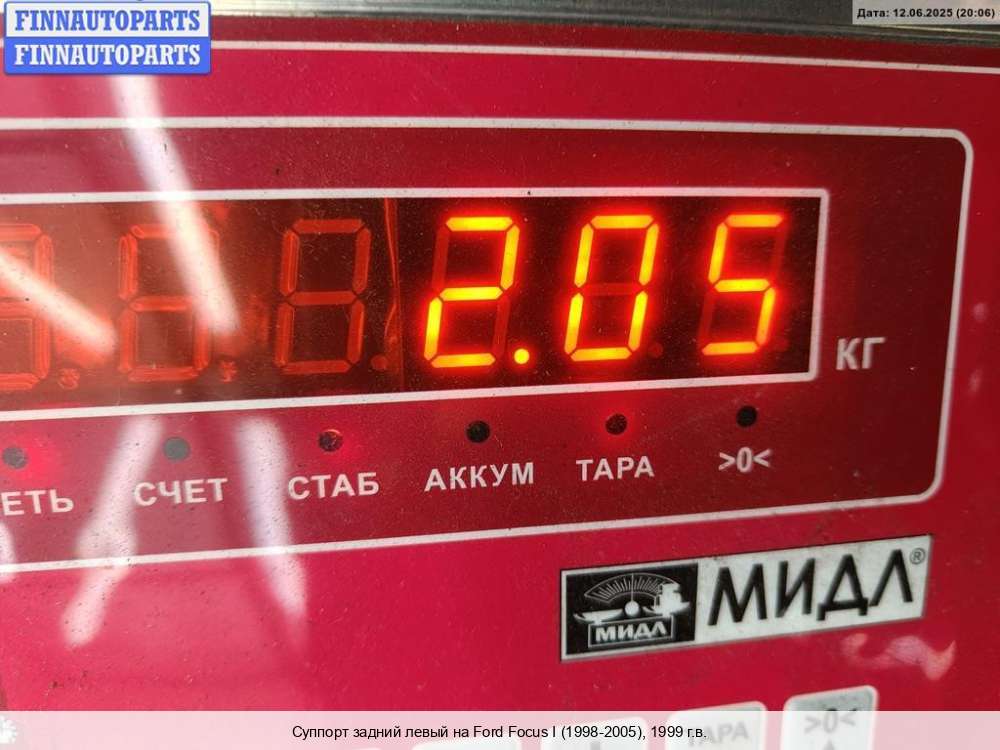 FINNAUTOPARTS
FINNAUTOPARTS
Дата: 12.06.2025 (20:06)
2.05
КГ
ЕТЬ
СЧЕТ
СТАБ
АККУМ
ТАРА
>0<
МИДЛ
МИДЛ®
ТАРА
>0<
Суппорт задний левый на Ford Focus I (1998-2005), 1999 г.в.